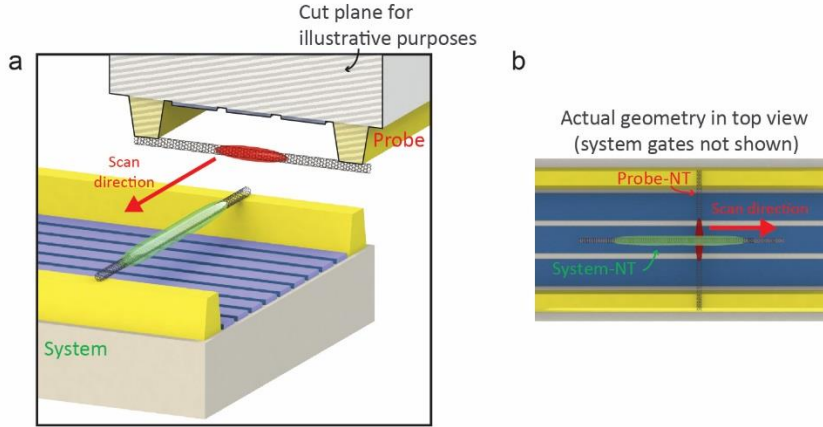 Cut plane for
illustrative purposes
a
Probe
Scan
direction
System
b
Actual geometry in top view
(system gates not shown)
Probe-NT
Scan direction
System-NT